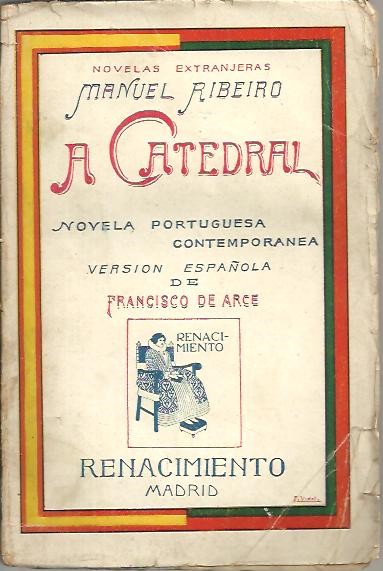 NOVELAS EXTRANJERAS
MANUEL RIBEIRO
A CATEDRAL
NOVELA PORTUGUESA
CONTEMPORANEA
VERSION ESPAÑOLA
DE
FRANCISCO DE ARCE
RENACI-
MIENTO
RENACIMIENTO
MADRID